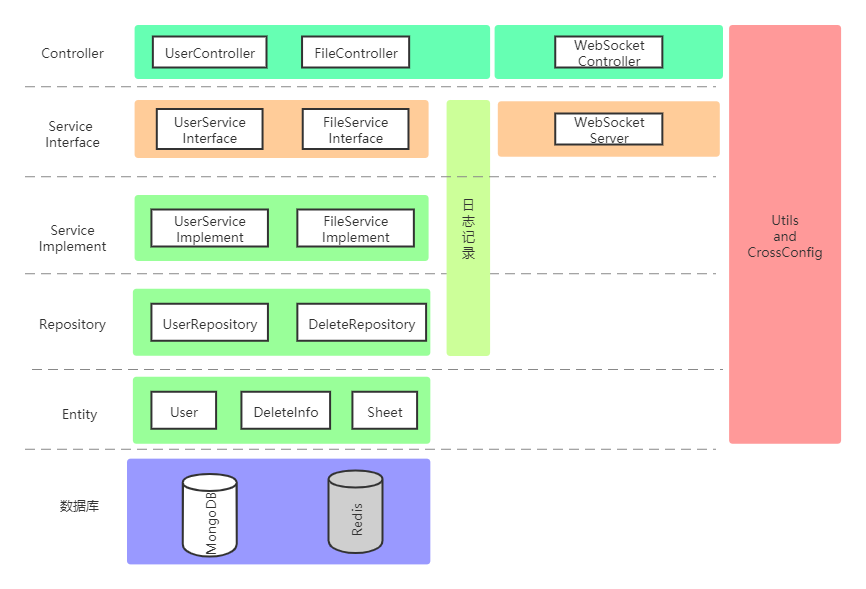 Controller
UserController
FileController
WebSocket
Controller
Service
Interface
UserService
Interface
FileService
Interface
WebSocket
Server
日
志
记
录
Utils
and
CrossConfig
Service
Implement
UserService
Implement
FileService
Implement
Repository
UserRepository
DeleteRepository
Entity
User
DeleteInfo
Sheet
数据库
MongoDB
Redis